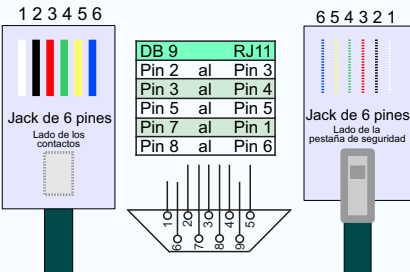 1 2 3 4 5 6
Jack de 6 pines
Lado de los
contactos
DB 9 RJ11
Pin 2 al Pin 3
Pin 3 al Pin 4
Pin 5 al Pin 5
Pin 7 al Pin 1
Pin 8 al Pin 6
1 2 3 4 5
6 7 8 9
6 5 4 3 2 1
Jack de 6 pines
Lado de la
pestaña de seguridad